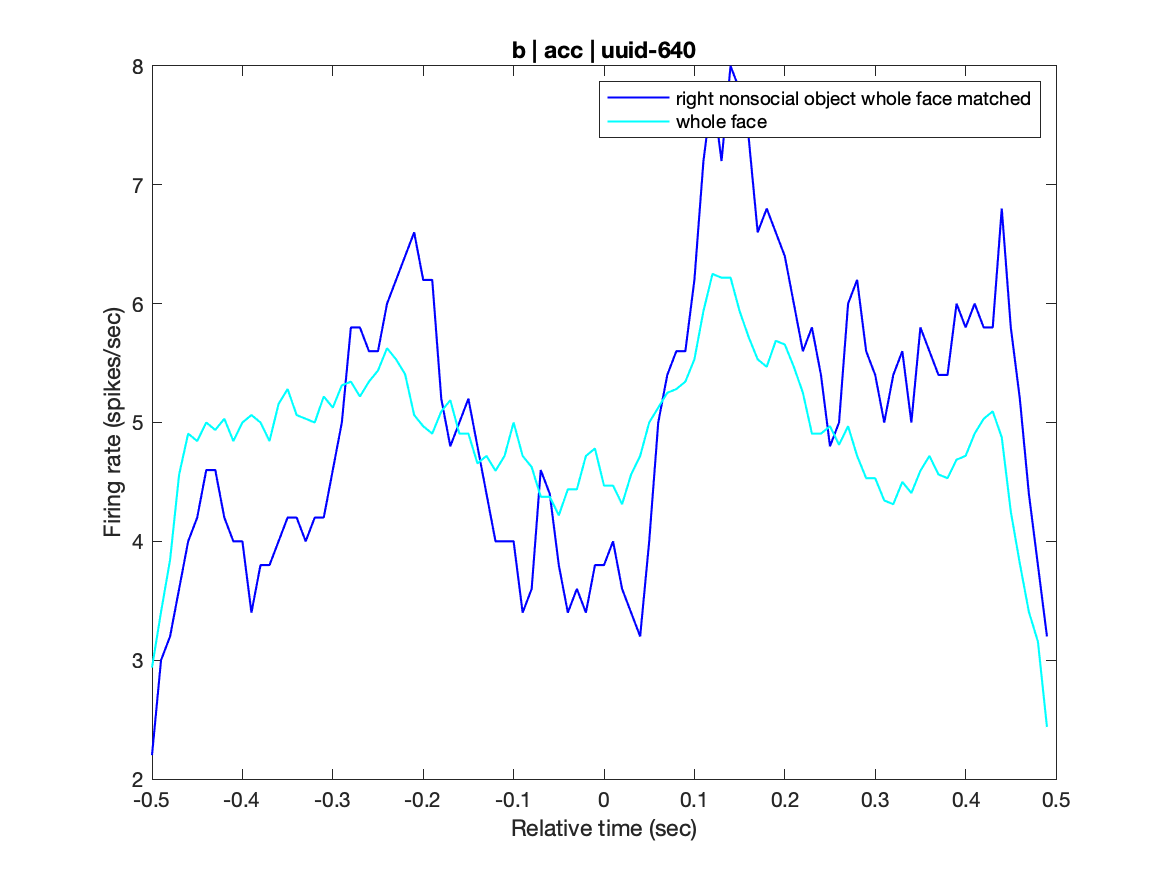 b | acc | uuid-640
right nonsocial object whole face matched
whole face
8
7
6
5
4
3
2
Firing rate (spikes/sec)
-0.5 -0.4 -0.3 -0.2 -0.1 0 0.1 0.2 0.3 0.4 0.5
Relative time (sec)